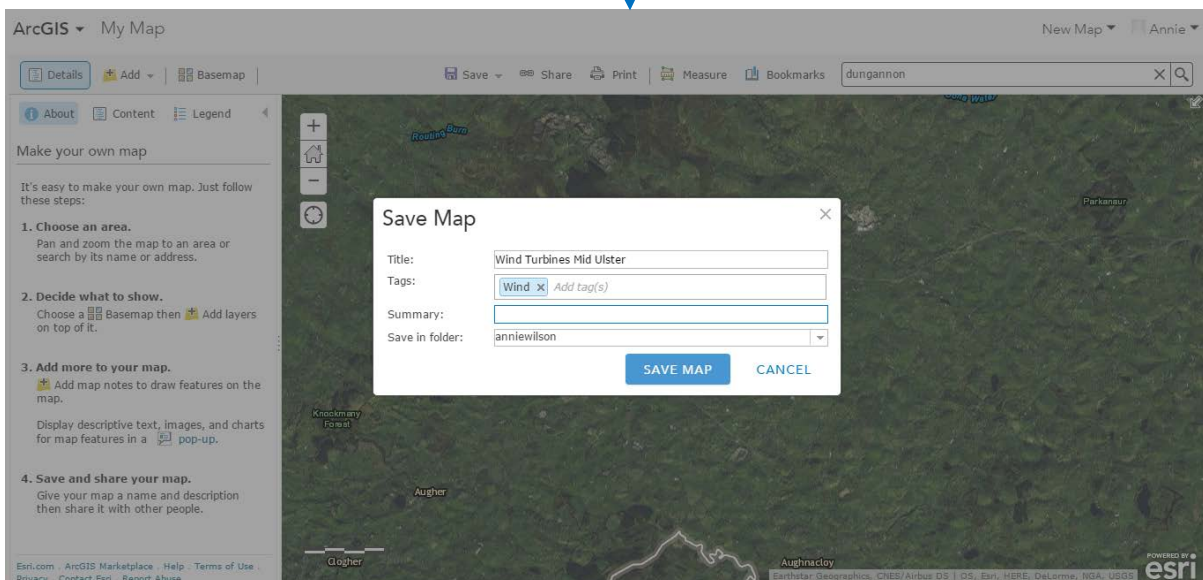 ArcGIS My Map
New Map Annie
Details Add Basemap Save Share Print Measure Bookmarks dungannon
About Content Legend
Make your own map
It's easy to make your own map. Just follow
these steps:
1. Choose an area.
Pan and zoom the map to an area or
search by its name or address.
2. Decide what to show.
Choose a Basemap then Add layers
on top of it.
3. Add more to your map.
Add map notes to draw features on the
map.
Display descriptive text, images, and charts
for map features in a pop-up.
4. Save and share your map.
Give your map a name and description
then share it with other people.
Esri.com . ArcGIS Marketplace . Help . Terms of Use .
Privacy . Contact Esri . Report Abuse
Routing Burn
Parkanaur
Save Map
Title: Wind Turbines Mid Ulster
Tags: Wind Add tag(s)
Summary:
Save in folder: anniewilson
SAVE MAP CANCEL
Knockmany
Forest
Augher
Clogher
Aughnacloy
Earthstar Geographics, CNES/Airbus DS | OS, Esri, HERE, DeLorme, NGA, USGS
POWERED BY
esri